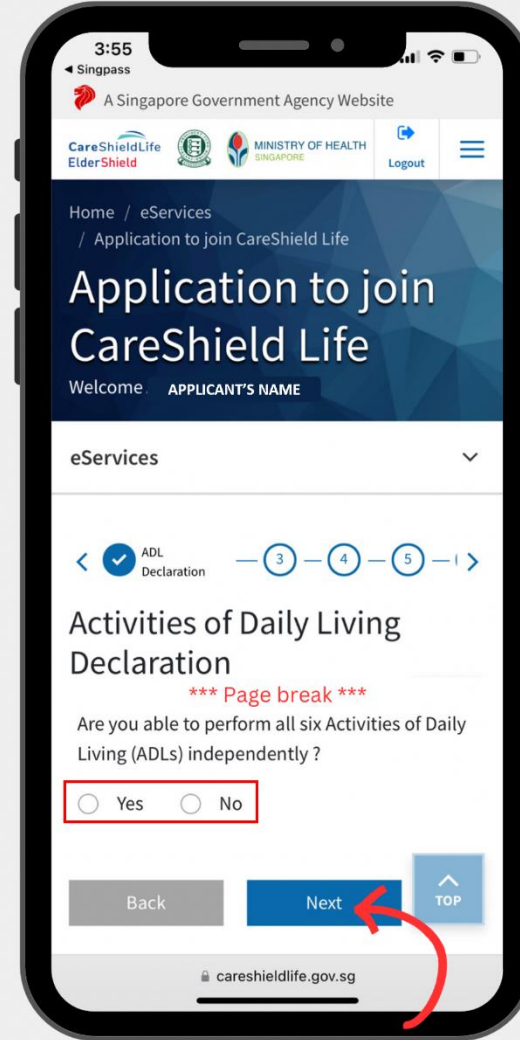 3:55
◀ Singpass
A Singapore Government Agency Website
CareShieldLife
ElderShield
MINISTRY OF HEALTH
SINGAPORE
Logout
Home / eServices
/ Application to join CareShield Life
Application to join
CareShield Life
Welcome APPLICANT'S NAME
eServices
ADL
Declaration
3 4 5
Activities of Daily Living
Declaration
*** Page break ***
Are you able to perform all six Activities of Daily
Living (ADLs) independently ?
Yes No
Back Next
TOP
careshieldlife.gov.sg